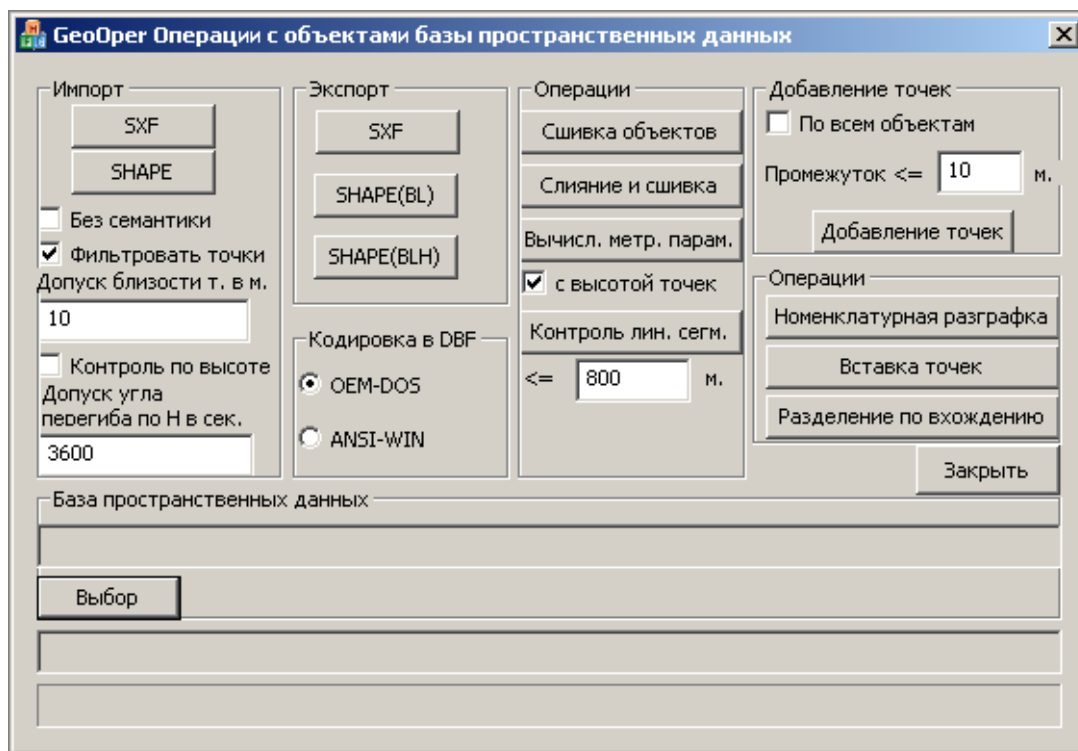 GeoOper Операции с объектами базы пространственных данных
Импорт
SXF
SHAPE
Без семантики
Фильтровать точки
Допуск близости т. в м.
10
Контроль по высоте
Допуск угла
перегиба по Н в сек.
3600
Экспорт
SXF
SHAPE(BL)
SHAPE(BLH)
Кодировка в DBF
OEM-DOS
ANSI-WIN
Операции
Сшивка объектов
Слияние и сшивка
Вычисл. метр. парам.
с высотой точек
Контроль лин. сегм.
<= 800 м.
Добавление точек
По всем объектам
Промежуток <= 10 м.
Добавление точек
Операции
Номенклатурная разграфка
Вставка точек
Разделение по вхождению
Закрыть
База пространственных данных
Выбор